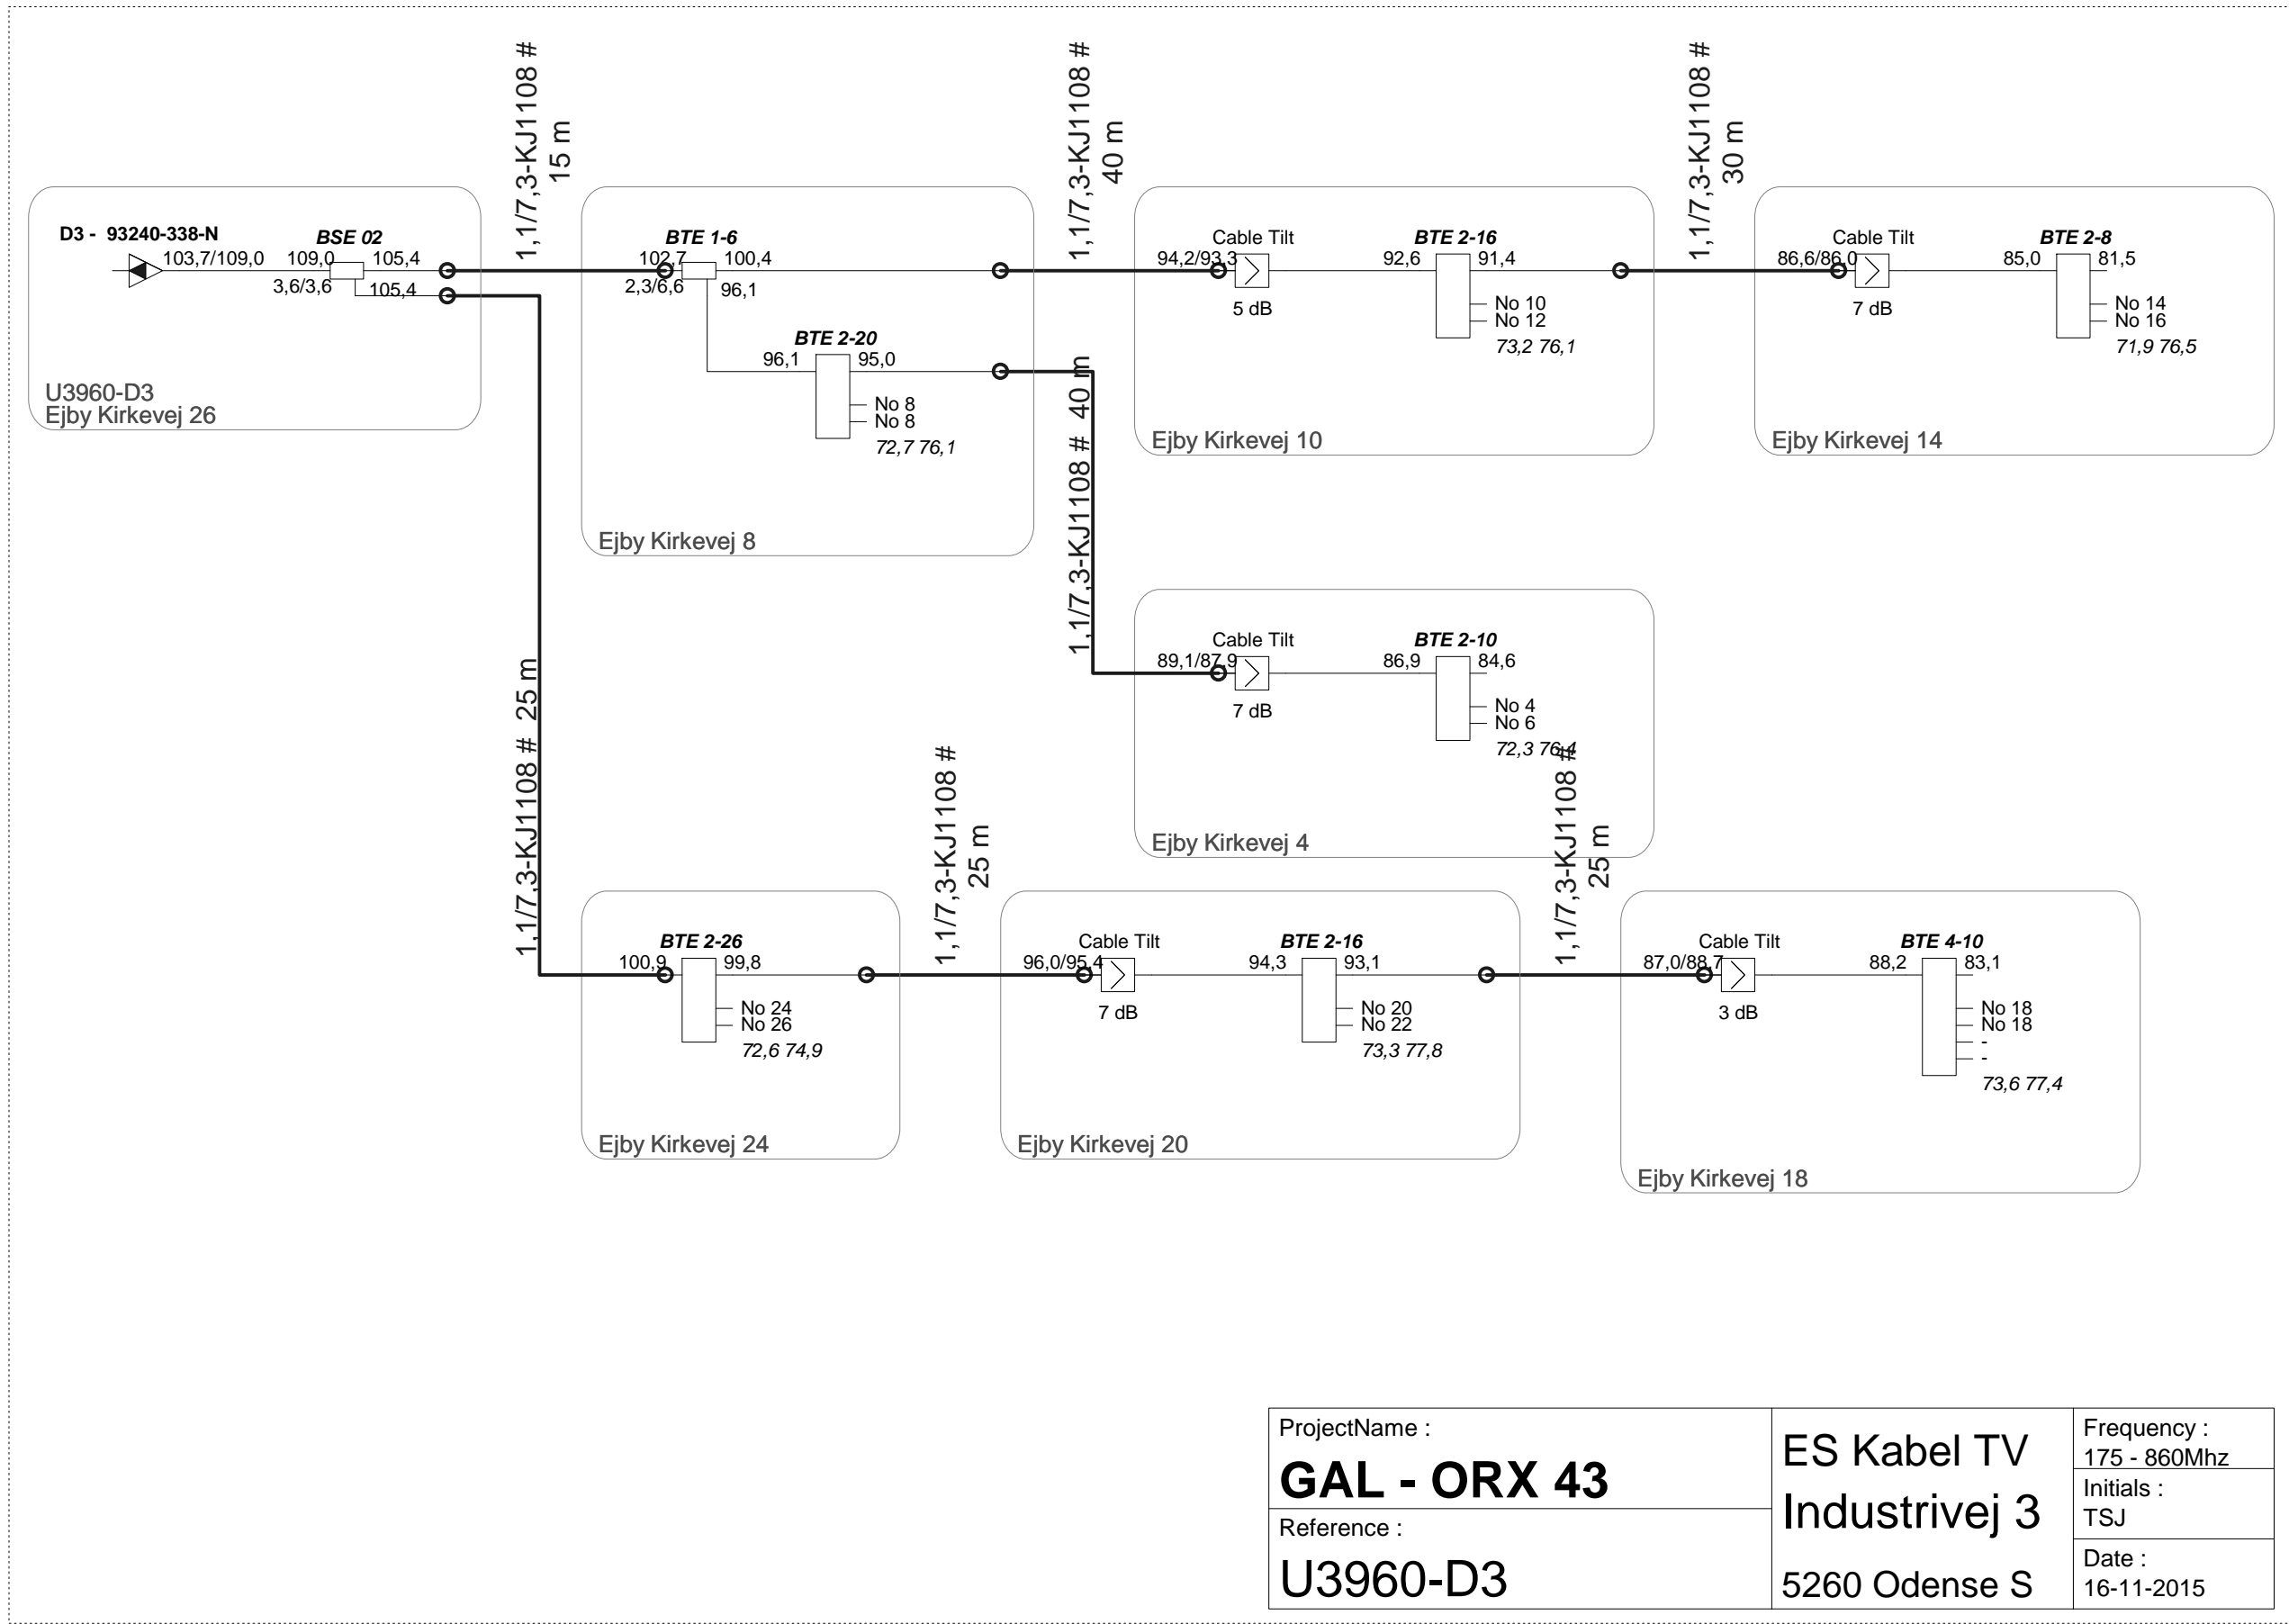 1,1/7,3-KJ1108 #
15 m
1,1/7,3-KJ1108 #
40 m
1,1/7,3-KJ1108 #
30 m
D3 -  93240-338-N
103,7/109,0
BSE 02
109,0
105,4
3,6/3,6
105,4
U3960-D3
Ejby Kirkevej 26
BTE 1-6
102,7
100,4
2,3/6,6
96,1
BTE 2-20
96,1
95,0
No 8
No 8
72,7 76,1
Ejby Kirkevej 8
Cable Tilt
94,2/93,3
5 dB
BTE 2-16
92,6
91,4
No 10
No 12
73,2 76,1
Ejby Kirkevej 10
Cable Tilt
86,6/86,0
7 dB
BTE 2-8
85,0
81,5
No 14
No 16
71,9 76,5
Ejby Kirkevej 14
1,1/7,3-KJ1108 #  40 m
Cable Tilt
89,1/87,9
7 dB
BTE 2-10
86,9
84,6
No 4
No 6
72,3 76,4
Ejby Kirkevej 4
1,1/7,3-KJ1108 #  25 m
1,1/7,3-KJ1108 #
25 m
1,1/7,3-KJ1108 #
25 m
BTE 2-26
100,9
99,8
No 24
No 26
72,6 74,9
Ejby Kirkevej 24
Cable Tilt
96,0/95,4
7 dB
BTE 2-16
94,3
93,1
No 20
No 22
73,3 77,8
Ejby Kirkevej 20
Cable Tilt
87,0/88,7
3 dB
BTE 4-10
88,2
83,1
No 18
No 18
-
-
73,6 77,4
Ejby Kirkevej 18
ProjectName :
GAL - ORX 43
Reference :
U3960-D3
ES Kabel TV
Industrivej 3
5260 Odense S
Frequency :
175 - 860Mhz
Initials :
TSJ
Date :
16-11-2015